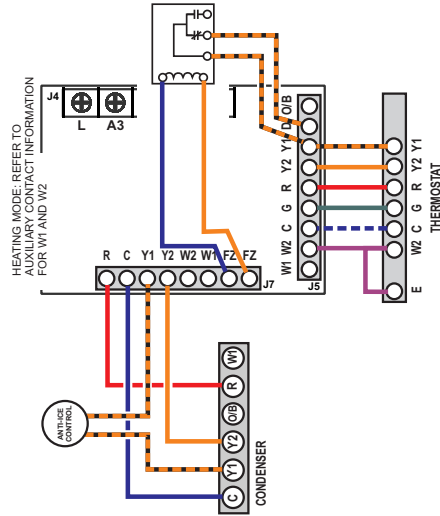 HEATING MODE: REFER TO
AUXILIARY CONTACT INFORMATION
FOR W1 AND W2
J4
L
A3
O/B
D
Y1
Y2
R
G
C
W2
W1
J5
Y1
Y2
R
G
C
W2
E
THERMOSTAT
R
C
Y1
Y2
W2
W1
FZ
FZ
J7
ANTI-ICE
CONTROL
W1
R
O/B
Y2
Y1
C
CONDENSER